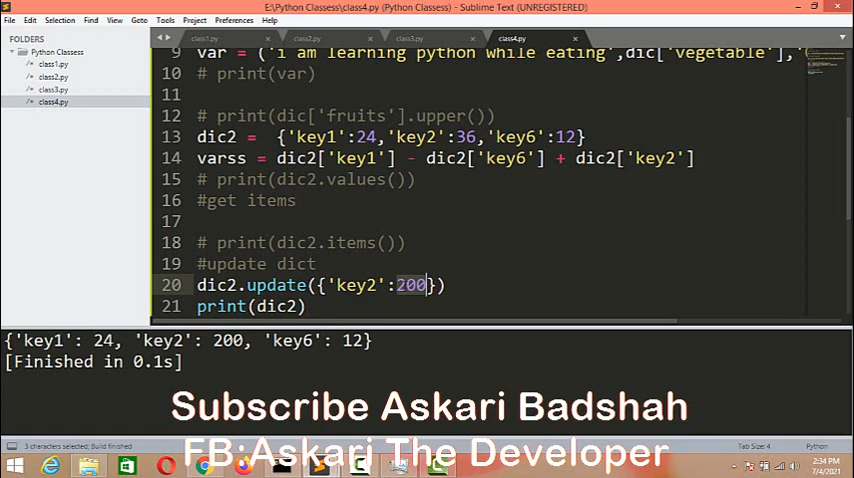 E:\Python Classess\class4.py (Python Classess) - Sublime Text (UNREGISTERED)
File Edit Selection Find View Goto Tools Project Preferences Help
FOLDERS
Python Classess
/* class1.py
/* class2.py
/* class3.py
/* class4.py
class1.py
class2.py
class3.py
class4.py
9 var = ('i am learning python while eating',dic['vegetable'],
10 # print(var)
11
12 # print(dic['fruits'].upper())
13 dic2 =  {'key1':24,'key2':36,'key6':12}
14 varss = dic2['key1'] - dic2['key6'] + dic2['key2']
15 # print(dic2.values())
16 #get items
17
18 # print(dic2.items())
19 #update dict
20 dic2.update({'key2':200})
21 print(dic2)
{'key1': 24, 'key2': 200, 'key6': 12}
[Finished in 0.1s]
Subscribe Askari Badshah
FB:Askari The Developer
3 characters selected; Build finished
Tab Size: 4
Python
2:34 PM
7/4/2021